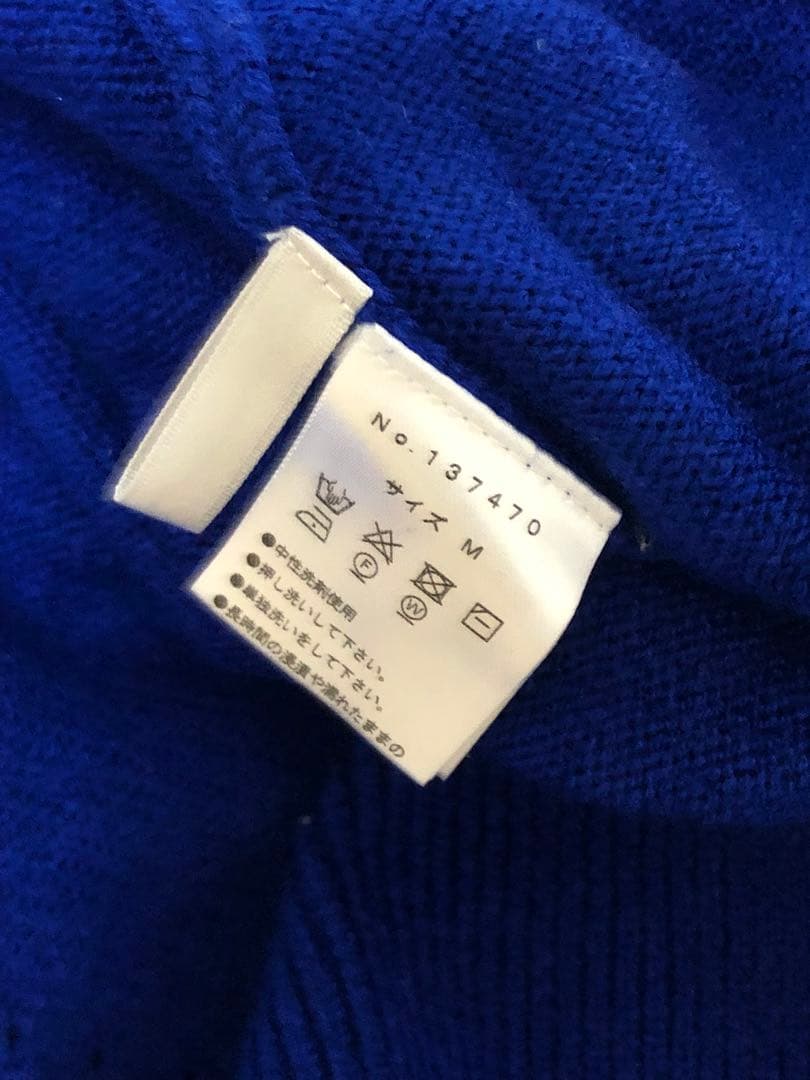 No.137470
サイズ M
F
W
●中性洗剤使用
●押し洗いして下さい。
●単独洗いをして下さい。
●長時間の浸漬や濡れたままの